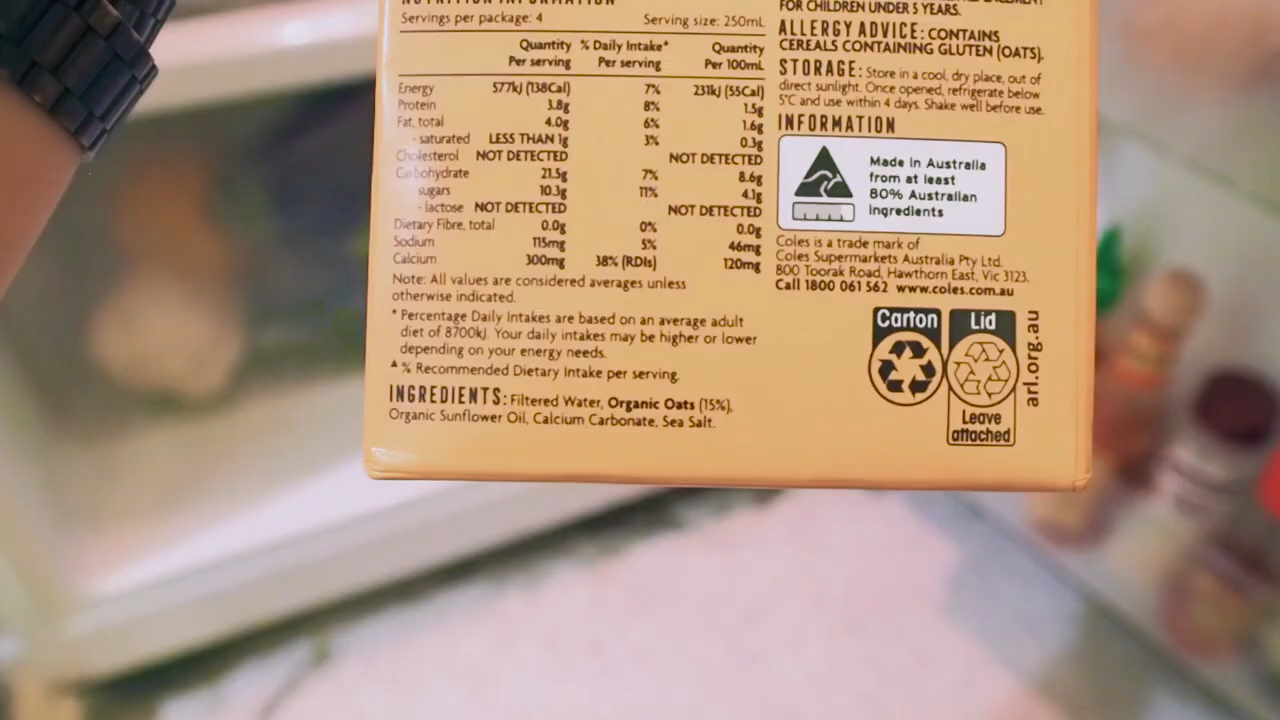 NUTRITION INFORMATION
Servings per package: 4 Serving size: 250mL
Quantity % Daily Intake* Quantity
Per serving Per serving Per 100mL
Energy 577kJ (138Cal) 7% 231kJ (55Cal)
Protein 3.8g 8% 1.5g
Fat, total 4.0g 6% 1.6g
- saturated LESS THAN 1g 3% 0.3g
Cholesterol NOT DETECTED NOT DETECTED
Carbohydrate 21.5g 7% 8.6g
- sugars 10.3g 11% 4.1g
- lactose NOT DETECTED NOT DETECTED
Dietary Fibre, total 0.0g 0% 0.0g
Sodium 115mg 5% 46mg
Calcium 300mg 38% (RDIs) 120mg
Note: All values are considered averages unless
otherwise indicated.
* Percentage Daily Intakes are based on an average adult
diet of 8700kJ. Your daily intakes may be higher or lower
depending on your energy needs.
▲ % Recommended Dietary Intake per serving.
INGREDIENTS: Filtered Water, Organic Oats (15%),
Organic Sunflower Oil, Calcium Carbonate, Sea Salt.
FOR CHILDREN UNDER 5 YEARS.
ALLERGY ADVICE: CONTAINS
CEREALS CONTAINING GLUTEN (OATS).
STORAGE: Store in a cool, dry place, out of
direct sunlight. Once opened, refrigerate below
5°C and use within 4 days. Shake well before use.
INFORMATION
Made in Australia
from at least
80% Australian
ingredients
Coles is a trade mark of
Coles Supermarkets Australia Pty Ltd.
800 Toorak Road, Hawthorn East, Vic 3123.
Call 1800 061 562 www.coles.com.au
Carton Lid
Leave
attached
arl.org.au